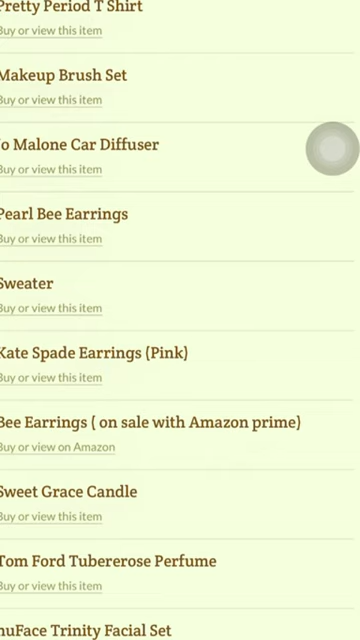 Pretty Period T Shirt
Buy or view this item
Makeup Brush Set
Buy or view this item
Jo Malone Car Diffuser
Buy or view this item
Pearl Bee Earrings
Buy or view this item
Sweater
Buy or view this item
Kate Spade Earrings (Pink)
Buy or view this item
Bee Earrings ( on sale with Amazon prime)
Buy or view on Amazon
Sweet Grace Candle
Buy or view this item
Tom Ford Tubererose Perfume
Buy or view this item
nuFace Trinity Facial Set